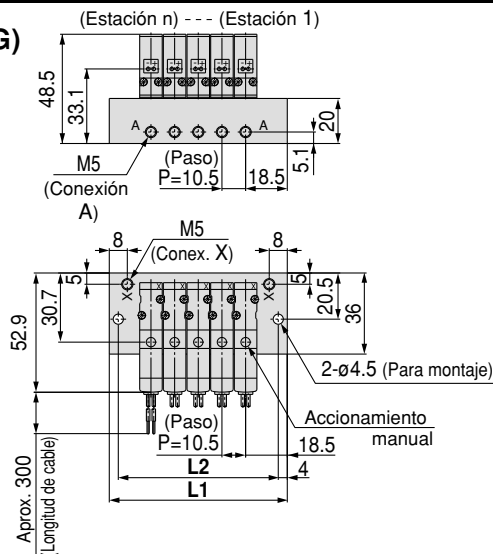 G)
(Estación n) --- (Estación 1)
48.5
33.1
A
A
20
5.1
M5
(Conexión
A)
(Paso)
P=10.5
18.5
8
M5
(Conex. X)
8
5
5
X
X
52.9
30.7
20.5
36
2-ø4.5 (Para montaje)
Accionamiento
manual
(Paso)
P=10.5
18.5
L2
4
L1
Aprox. 300
(Longitud de cable)